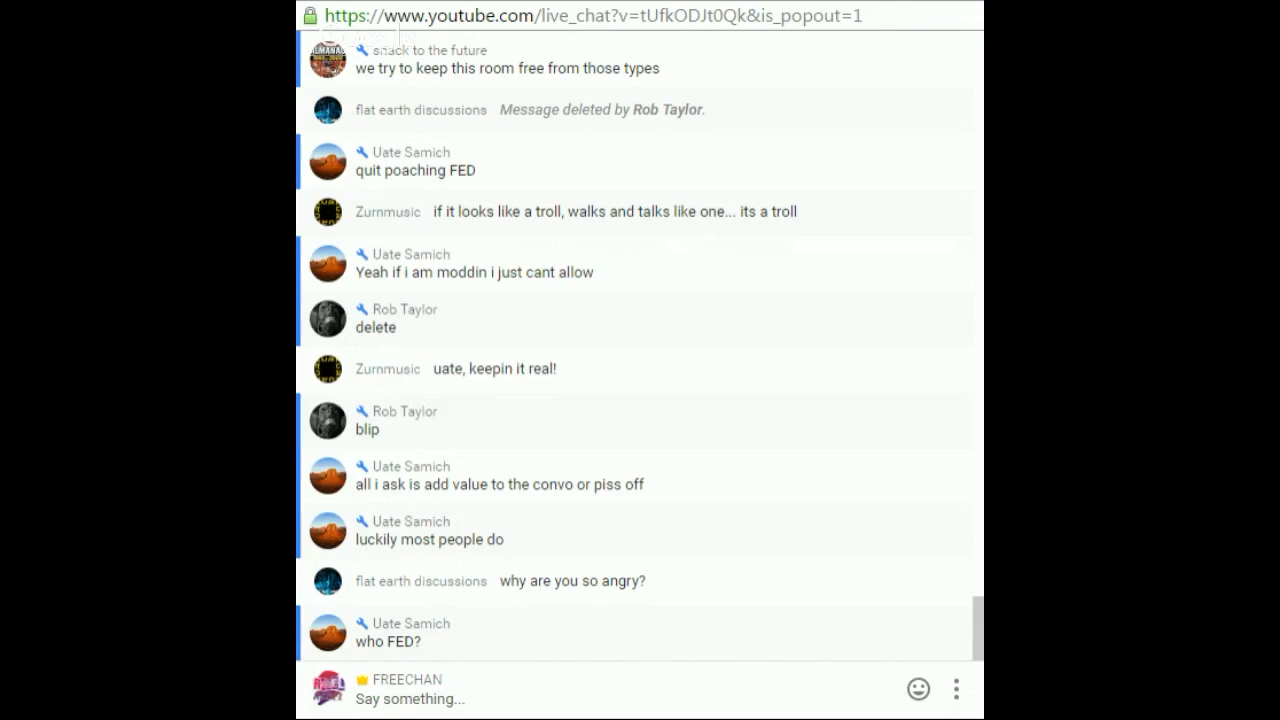 https://www.youtube.com/live_chat?v=tUfkODJt0Qk&is_popout=1
to the future
we try to keep this room free from those types
flat earth discussions Message deleted by Rob Taylor.
Uate Samich
quit poaching FED
Zurnmusic if it looks like a troll, walks and talks like one... its a troll
Uate Samich
Yeah if i am moddin i just cant allow
Rob Taylor
delete
Zurnmusic uate, keepin it real!
Rob Taylor
blip
Uate Samich
all i ask is add value to the convo or piss off
Uate Samich
luckily most people do
flat earth discussions why are you so angry?
Uate Samich
who FED?
FREECHAN
Say something...